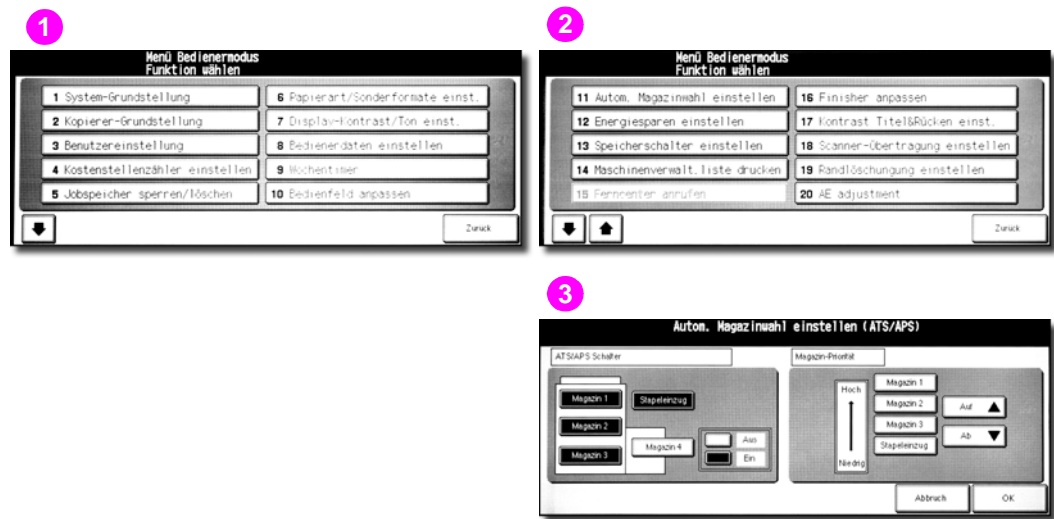 1
Menü Bedienermodus
Funktion wählen
1 System-Grundstellung
2 Kopierer-Grundstellung
3 Benutzereinstellung
4 Kostenstellenzähler einstellen
5 Jobspeicher sperren/löschen
6 Papierart/Sonderformate einst.
7 Display-Kontrast/Ton einst.
8 Bedienerdaten einstellen
9 Wochentimer
10 Bedienfeld anpassen
Zurück
2
Menü Bedienermodus
Funktion wählen
11 Autom. Magazinwahl einstellen
12 Energiesparen einstellen
13 Speicherschalter einstellen
14 Maschinenverwalt.liste drucken
15 Ferncenter anrufen
16 Finisher anpassen
17 Kontrast Titel&Rücken einst.
18 Scanner-Übertragung einstellen
19 Randlöschungung einstellen
20 AE adjustment
Zurück
3
Autom. Magazinwahl einstellen (ATS/APS)
ATS/APS Schalter
Magazin 1
Stapeleinzug
Magazin 2
Magazin 3
Magazin 4
Aus
Ein
Magazin-Priorität
Hoch
Niedrig
Magazin 1
Magazin 2
Magazin 3
Stapeleinzug
Auf
Ab
Abbruch
OK